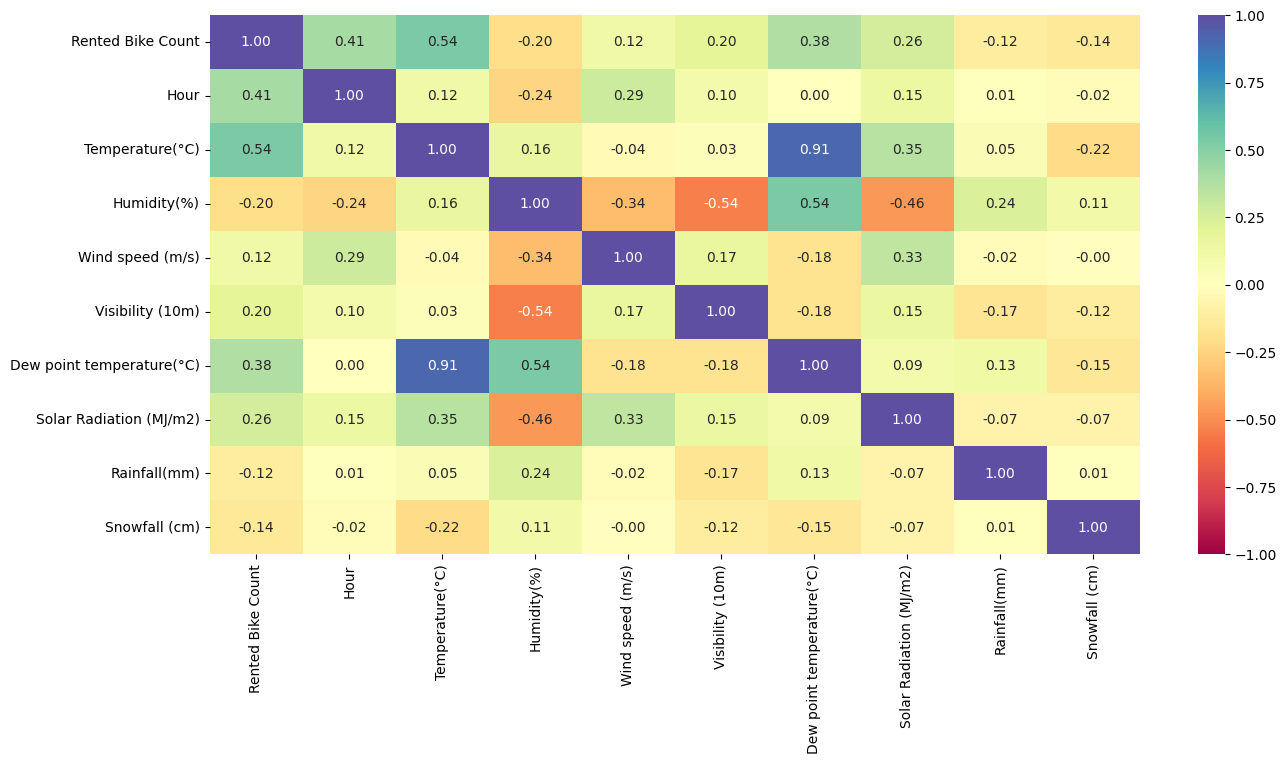 Rented Bike Count 1.00 0.41 0.54 -0.20 0.12 0.20 0.38 0.26 -0.12 -0.14
Hour 0.41 1.00 0.12 -0.24 0.29 0.10 0.00 0.15 0.01 -0.02
Temperature(°C) 0.54 0.12 1.00 0.16 -0.04 0.03 0.91 0.35 0.05 -0.22
Humidity(%) -0.20 -0.24 0.16 1.00 -0.34 -0.54 0.54 -0.46 0.24 0.11
Wind speed (m/s) 0.12 0.29 -0.04 -0.34 1.00 0.17 -0.18 0.33 -0.02 -0.00
Visibility (10m) 0.20 0.10 0.03 -0.54 0.17 1.00 -0.18 0.15 -0.17 -0.12
Dew point temperature(°C) 0.38 0.00 0.91 0.54 -0.18 -0.18 1.00 0.09 0.13 -0.15
Solar Radiation (MJ/m2) 0.26 0.15 0.35 -0.46 0.33 0.15 0.09 1.00 -0.07 -0.07
Rainfall(mm) -0.12 0.01 0.05 0.24 -0.02 -0.17 0.13 -0.07 1.00 0.01
Snowfall (cm) -0.14 -0.02 -0.22 0.11 -0.00 -0.12 -0.15 -0.07 0.01 1.00
Rented Bike Count
Hour
Temperature(°C)
Humidity(%)
Wind speed (m/s)
Visibility (10m)
Dew point temperature(°C)
Solar Radiation (MJ/m2)
Rainfall(mm)
Snowfall (cm)
1.00
0.75
0.50
0.25
0.00
−0.25
−0.50
−0.75
−1.00